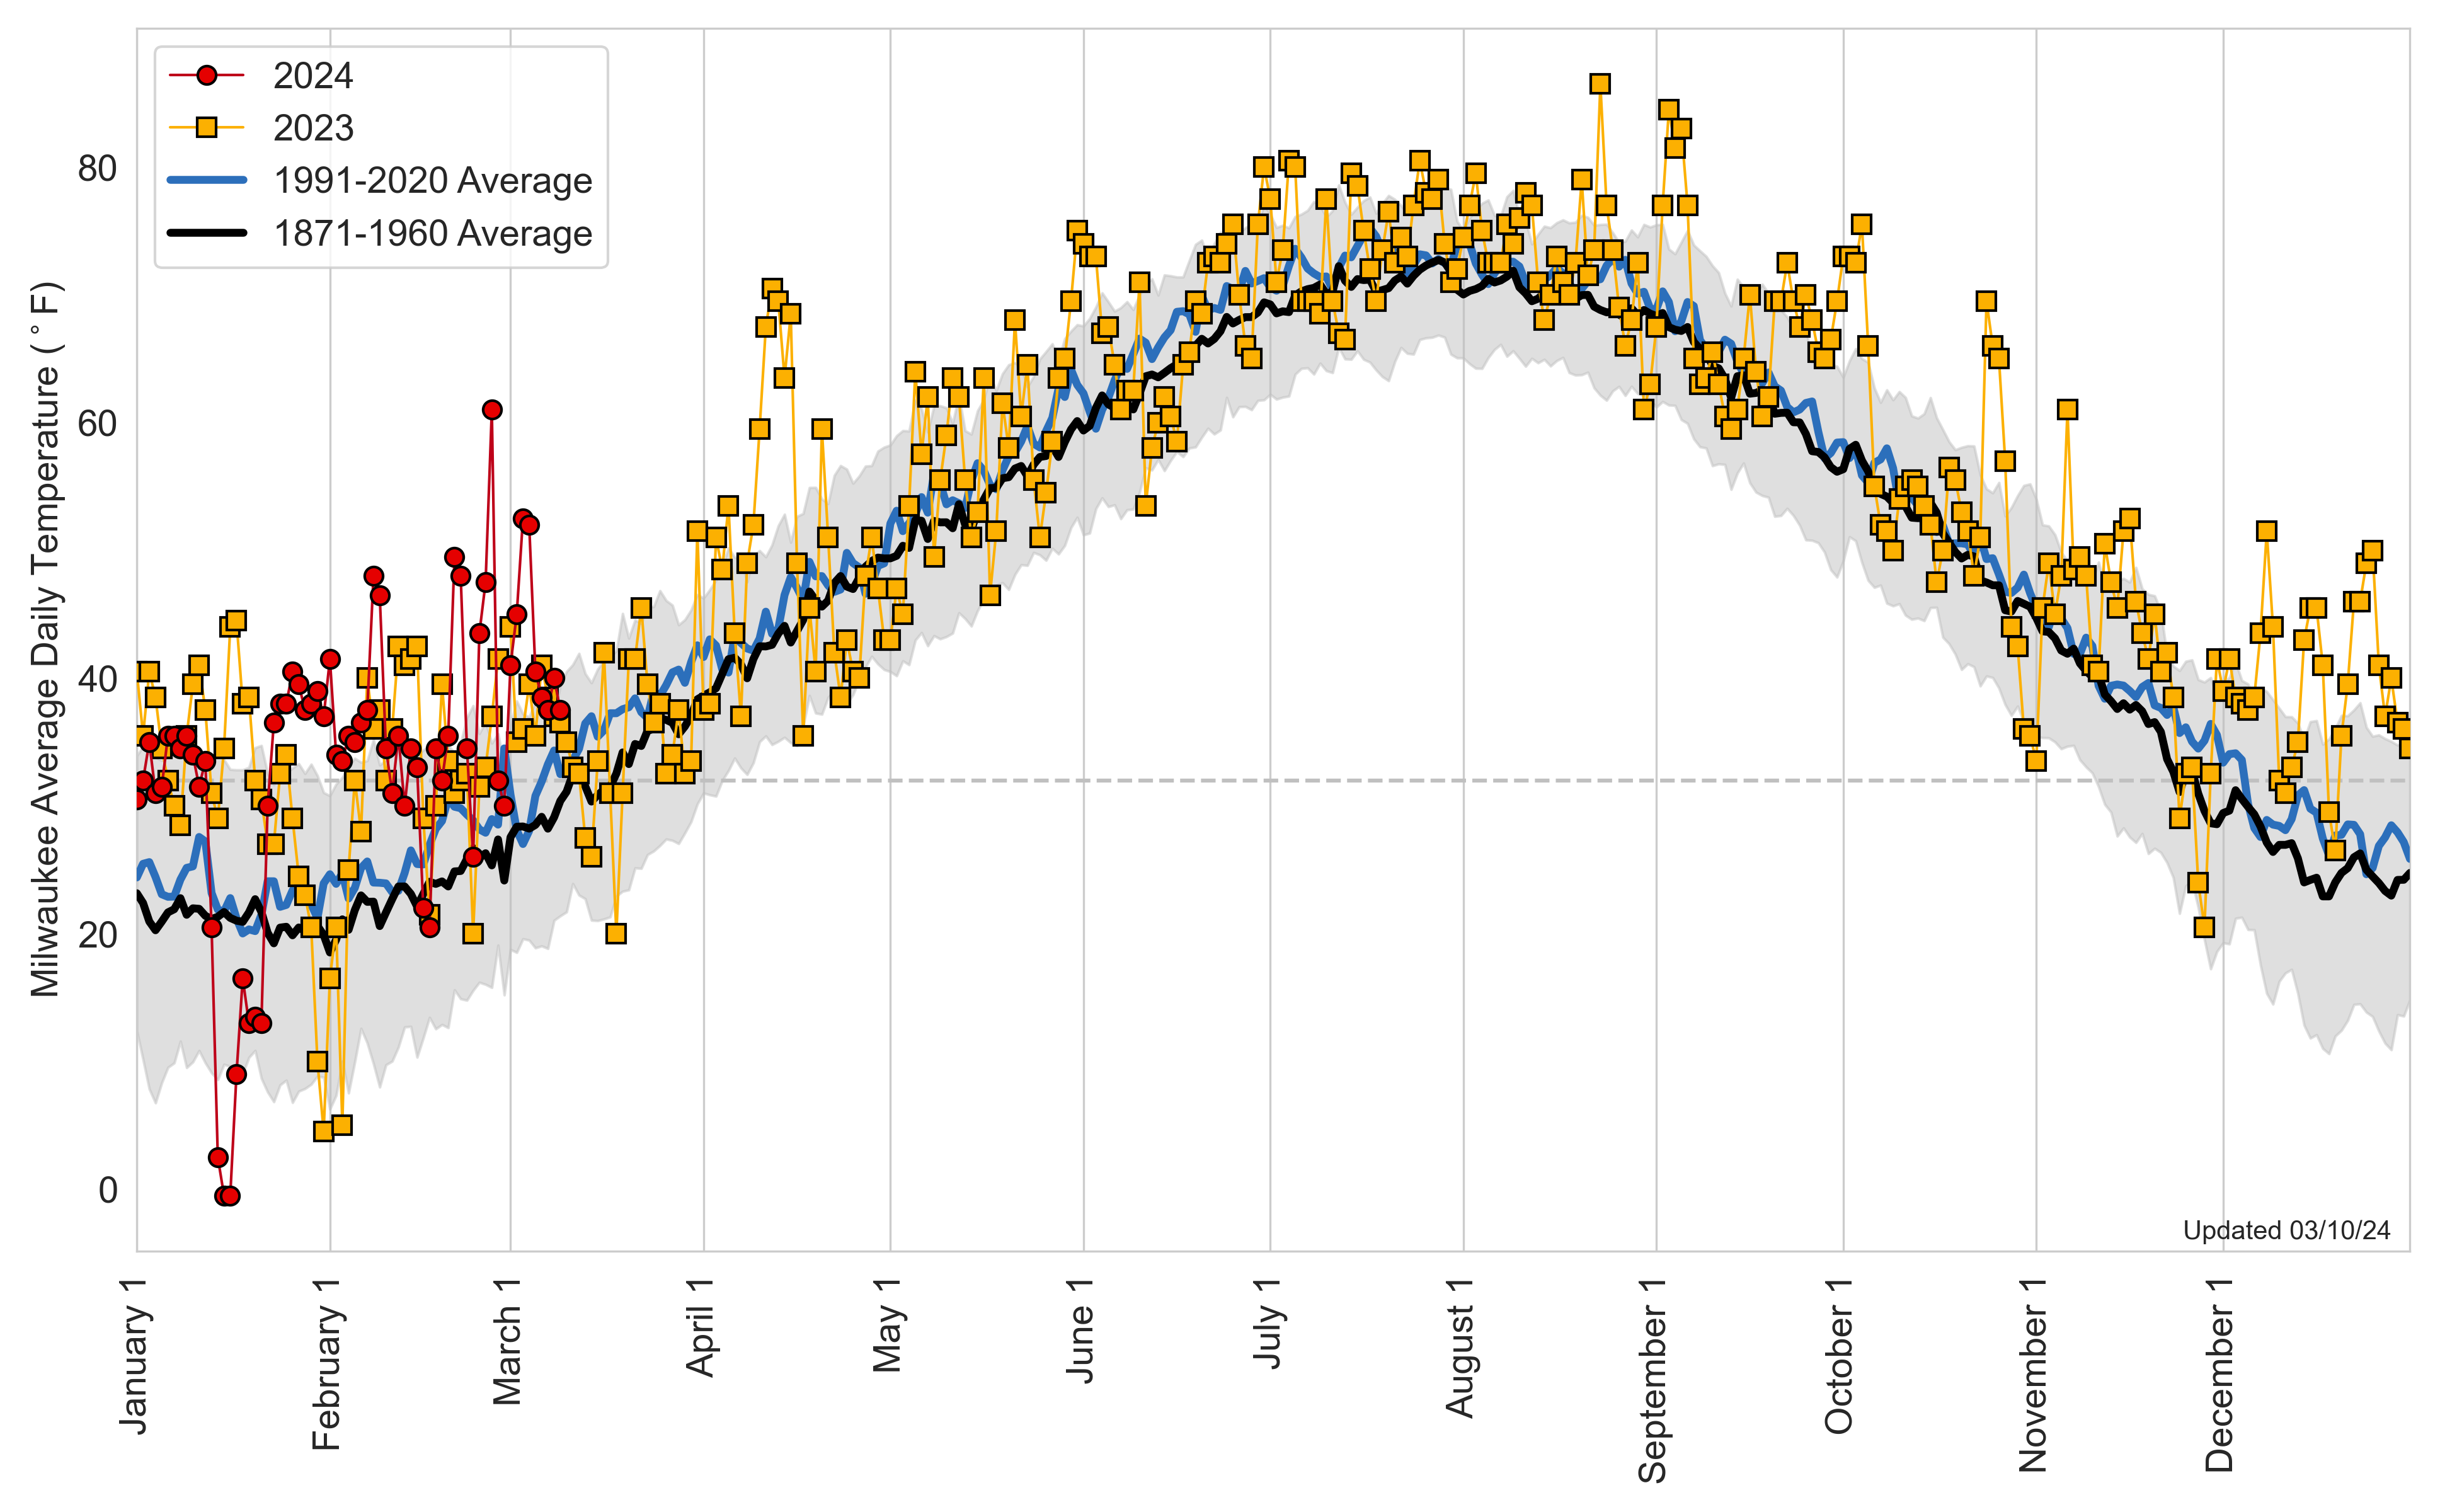 2024
2023
1991-2020 Average
1871-1960 Average
Milwaukee Average Daily Temperature (°F)
80
60
40
20
0
Updated 03/10/24
January 1
February 1
March 1
April 1
May 1
June 1
July 1
August 1
September 1
October 1
November 1
December 1